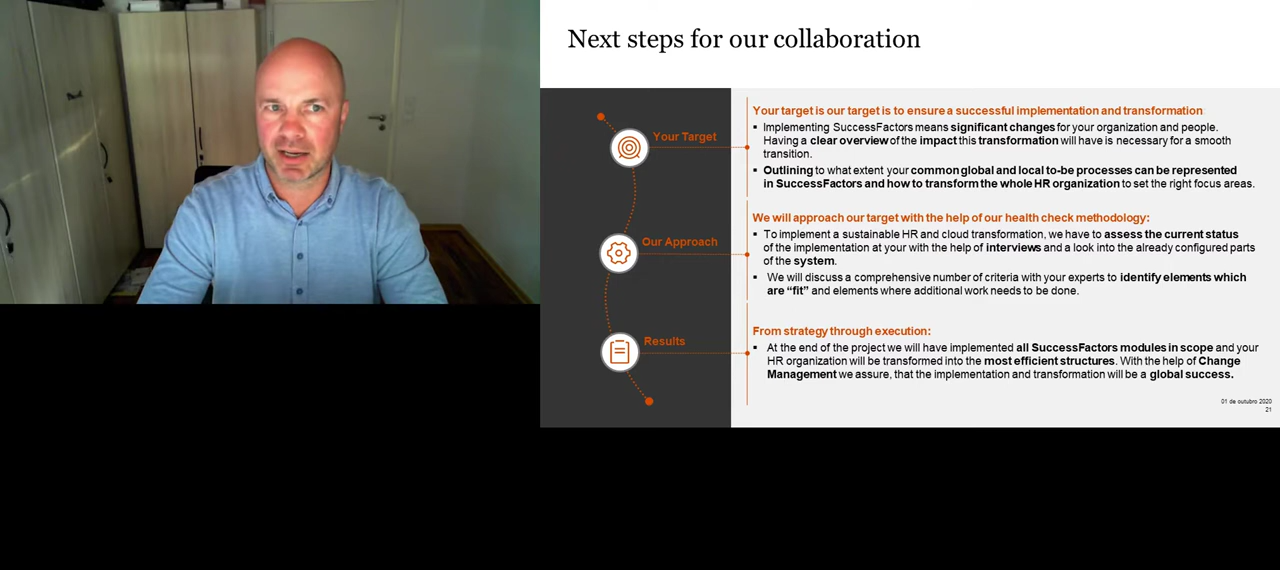 Next steps for our collaboration
Your Target
Your target is our target is to ensure a successful implementation and transformation
▪ Implementing SuccessFactors means significant changes for your organization and people.
Having a clear overview of the impact this transformation will have is necessary for a smooth
transition.
▪ Outlining to what extent your common global and local to-be processes can be represented
in SuccessFactors and how to transform the whole HR organization to set the right focus areas.
Our Approach
We will approach our target with the help of our health check methodology:
▪ To implement a sustainable HR and cloud transformation, we have to assess the current status
of the implementation at your with the help of interviews and a look into the already configured parts
of the system.
▪ We will discuss a comprehensive number of criteria with your experts to identify elements which
are “fit” and elements where additional work needs to be done.
Results
From strategy through execution:
▪ At the end of the project we will have implemented all SuccessFactors modules in scope and your
HR organization will be transformed into the most efficient structures. With the help of Change
Management we assure, that the implementation and transformation will be a global success.
01 de outubro 2020
21